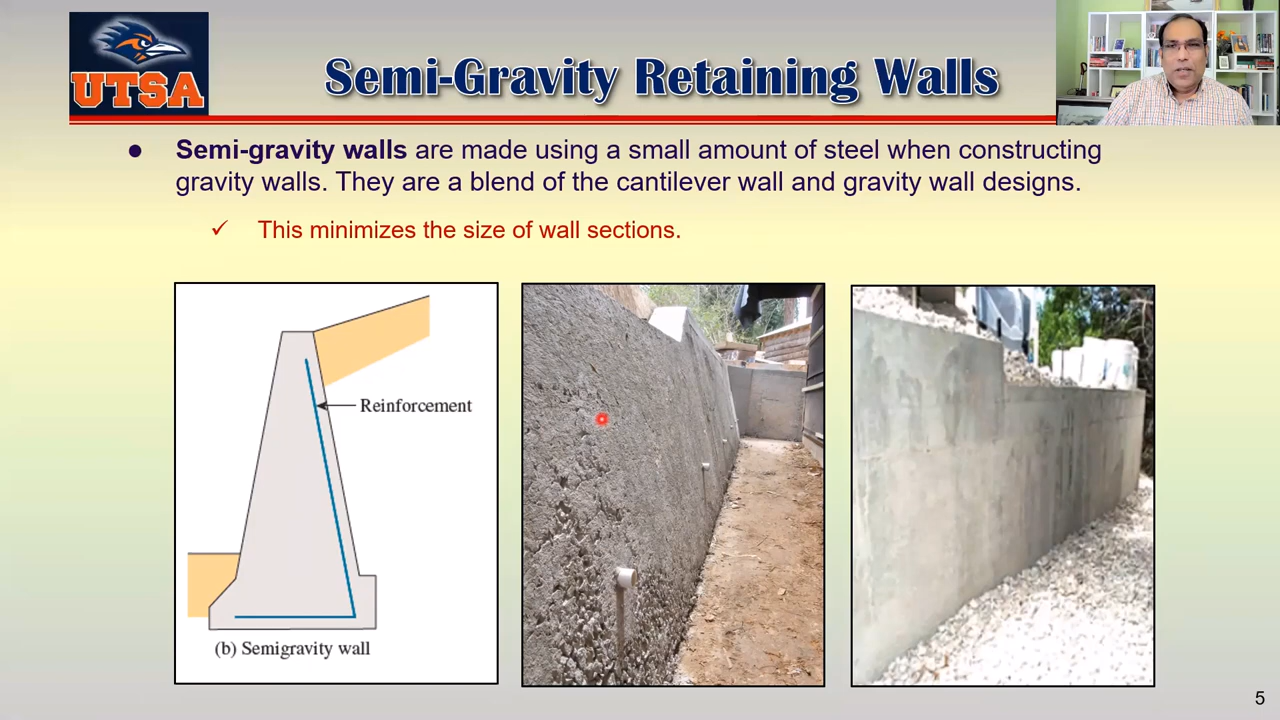 UTSA
Semi-Gravity Retaining Walls
● Semi-gravity walls are made using a small amount of steel when constructing
gravity walls. They are a blend of the cantilever wall and gravity wall designs.
✓ This minimizes the size of wall sections.
Reinforcement
(b) Semigravity wall
5